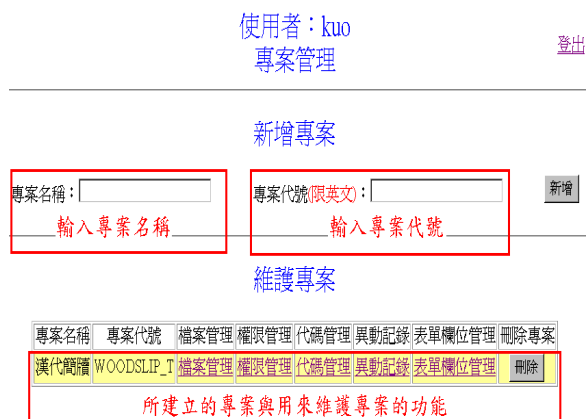 使用者：kuo
專案管理
登出
新增專案
專案名稱：
專案代號(限英文)：
新增
輸入專案名稱
輸入專案代號
維護專案
專案名稱 專案代號 檔案管理 權限管理 代碼管理 異動記錄 表單欄位管理 刪除專案
漢代簡牘 WOODSLIP_T 檔案管理 權限管理 代碼管理 異動記錄 表單欄位管理 刪除
所建立的專案與用來維護專案的功能